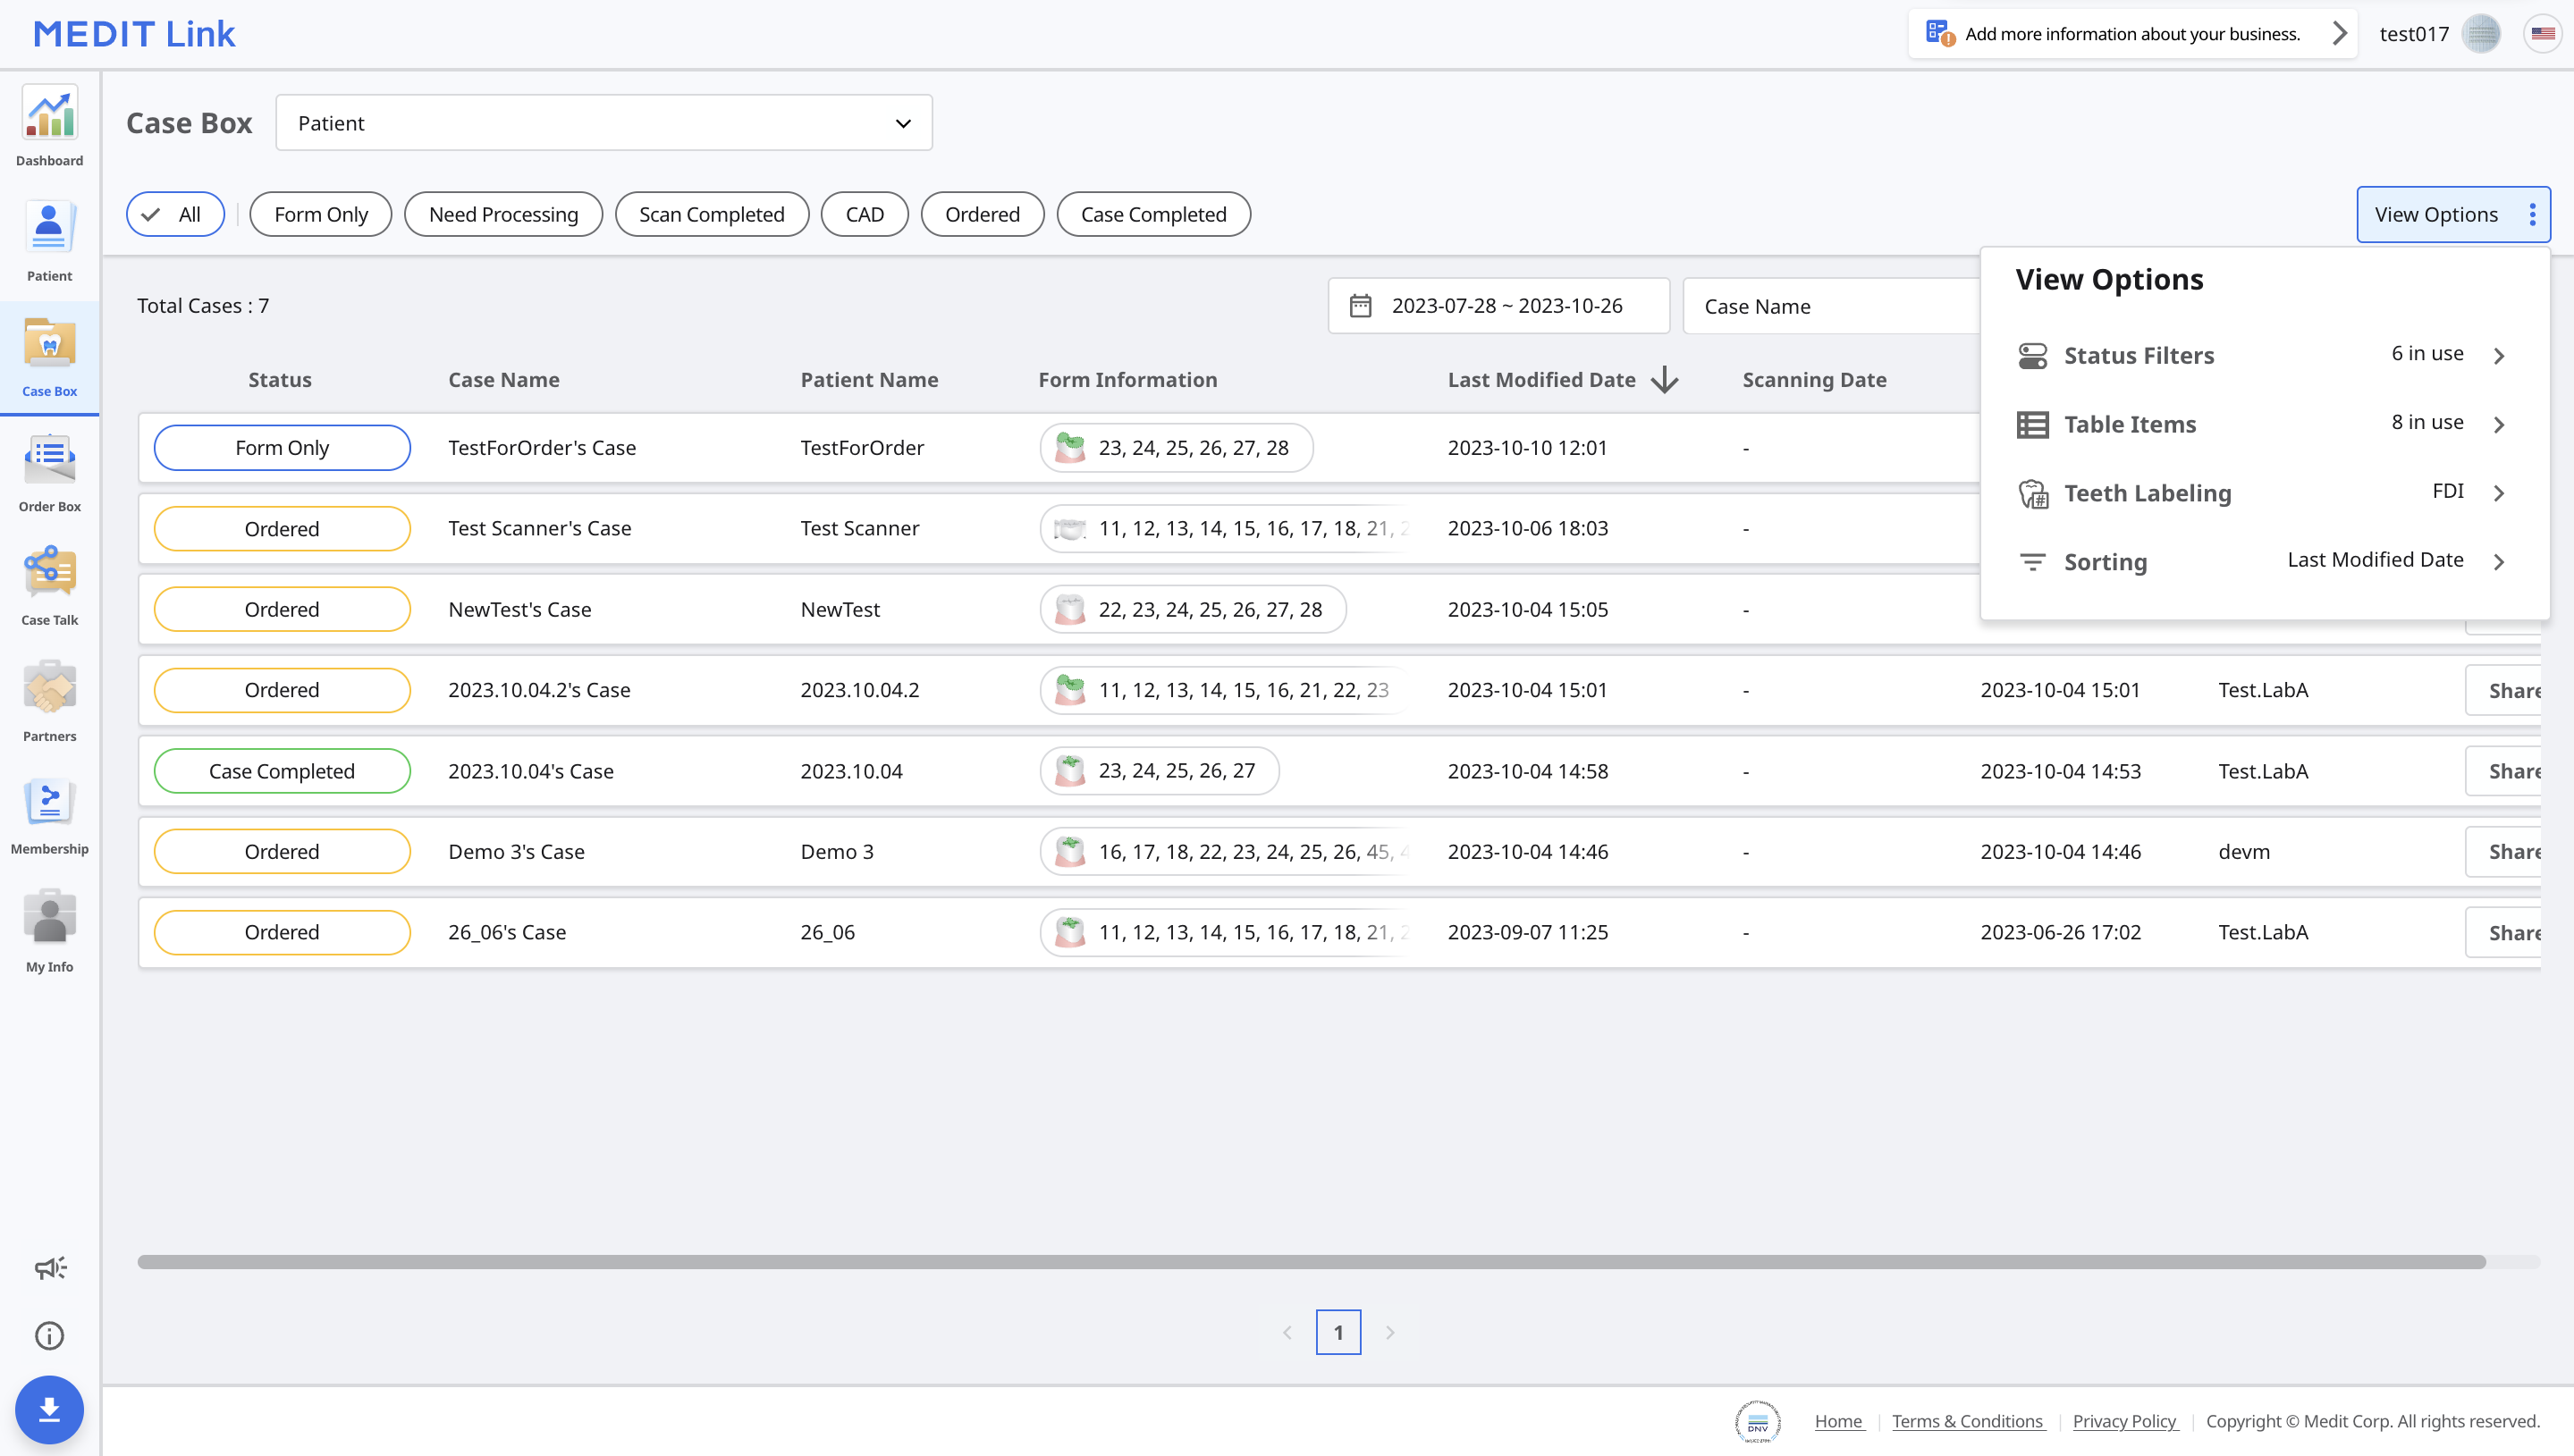 MEDIT Link
Add more information about your business.
test017
Dashboard
Patient
Case Box
Order Box
Case Talk
Partners
Membership
My Info
Case Box
Patient
All
Form Only
Need Processing
Scan Completed
CAD
Ordered
Case Completed
View Options
View Options
Status Filters 6 in use
Table Items 8 in use
Teeth Labeling FDI
Sorting Last Modified Date
Total Cases : 7
2023-07-28 ~ 2023-10-26
Case Name
Status Case Name Patient Name Form Information Last Modified Date Scanning Date
Form Only TestForOrder's Case TestForOrder 23, 24, 25, 26, 27, 28 2023-10-10 12:01 -
Ordered Test Scanner's Case Test Scanner 11, 12, 13, 14, 15, 16, 17, 18, 21, 2023-10-06 18:03 -
Ordered NewTest's Case NewTest 22, 23, 24, 25, 26, 27, 28 2023-10-04 15:05 -
Ordered 2023.10.04.2's Case 2023.10.04.2 11, 12, 13, 14, 15, 16, 21, 22, 23 2023-10-04 15:01 - 2023-10-04 15:01 Test.LabA Share
Case Completed 2023.10.04's Case 2023.10.04 23, 24, 25, 26, 27 2023-10-04 14:58 - 2023-10-04 14:53 Test.LabA Share
Ordered Demo 3's Case Demo 3 16, 17, 18, 22, 23, 24, 25, 26, 45, 2023-10-04 14:46 - 2023-10-04 14:46 devm Share
Ordered 26_06's Case 26_06 11, 12, 13, 14, 15, 16, 17, 18, 21, 2023-09-07 11:25 - 2023-06-26 17:02 Test.LabA Share
1
DNV
Home
Terms & Conditions
Privacy Policy
Copyright © Medit Corp. All rights reserved.